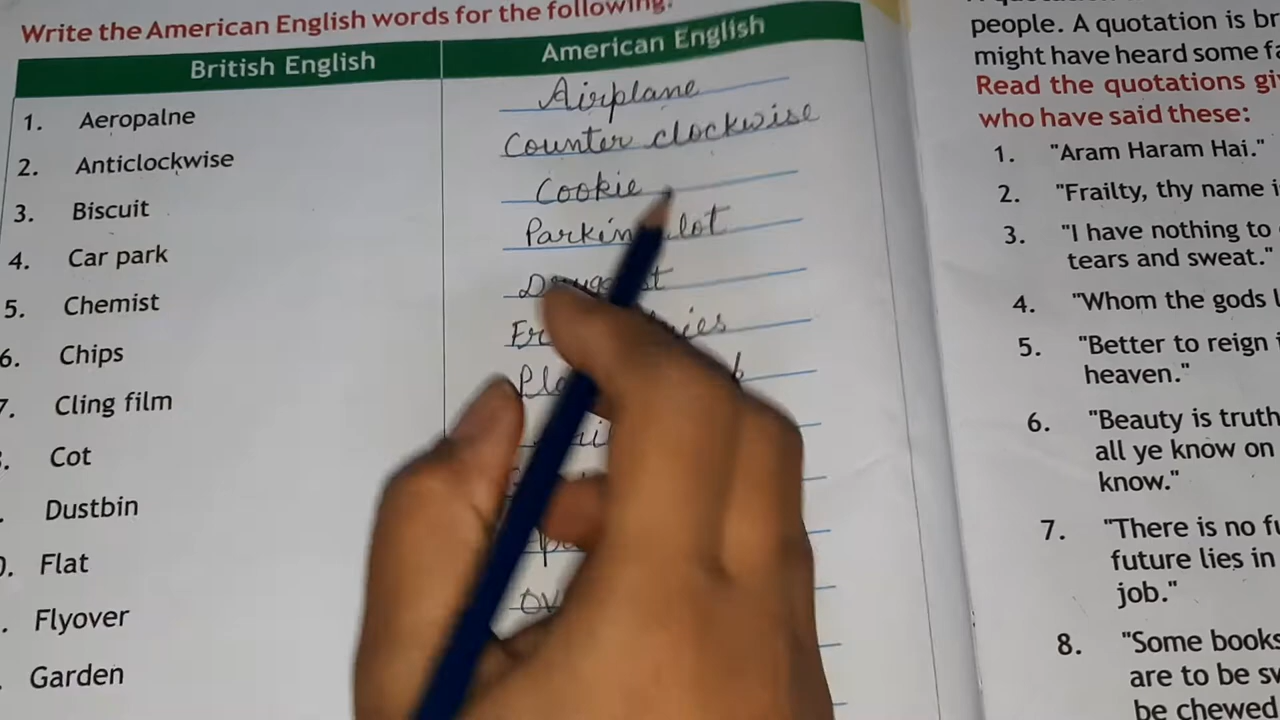 Write the American English words for the following:
British English American English
1. Aeropalne Airplane
2. Anticlockwise Counter clockwise
3. Biscuit Cookie
4. Car park lot
5. Chemist
6. Chips
7. Cling film
Cot
Dustbin
Flat
Flyover
Garden
people. A quotation is
might have heard some
Read the quotations
who have said these:
1. "Aram Haram Hai."
2. "Frailty, thy name
3. "I have nothing to
tears and sweat."
4. "Whom the gods
5. "Better to reign
heaven."
6. "Beauty is truth
all ye know on
know."
7. "There is no
future lies in
job."
8. "Some books
are to be
be chewed